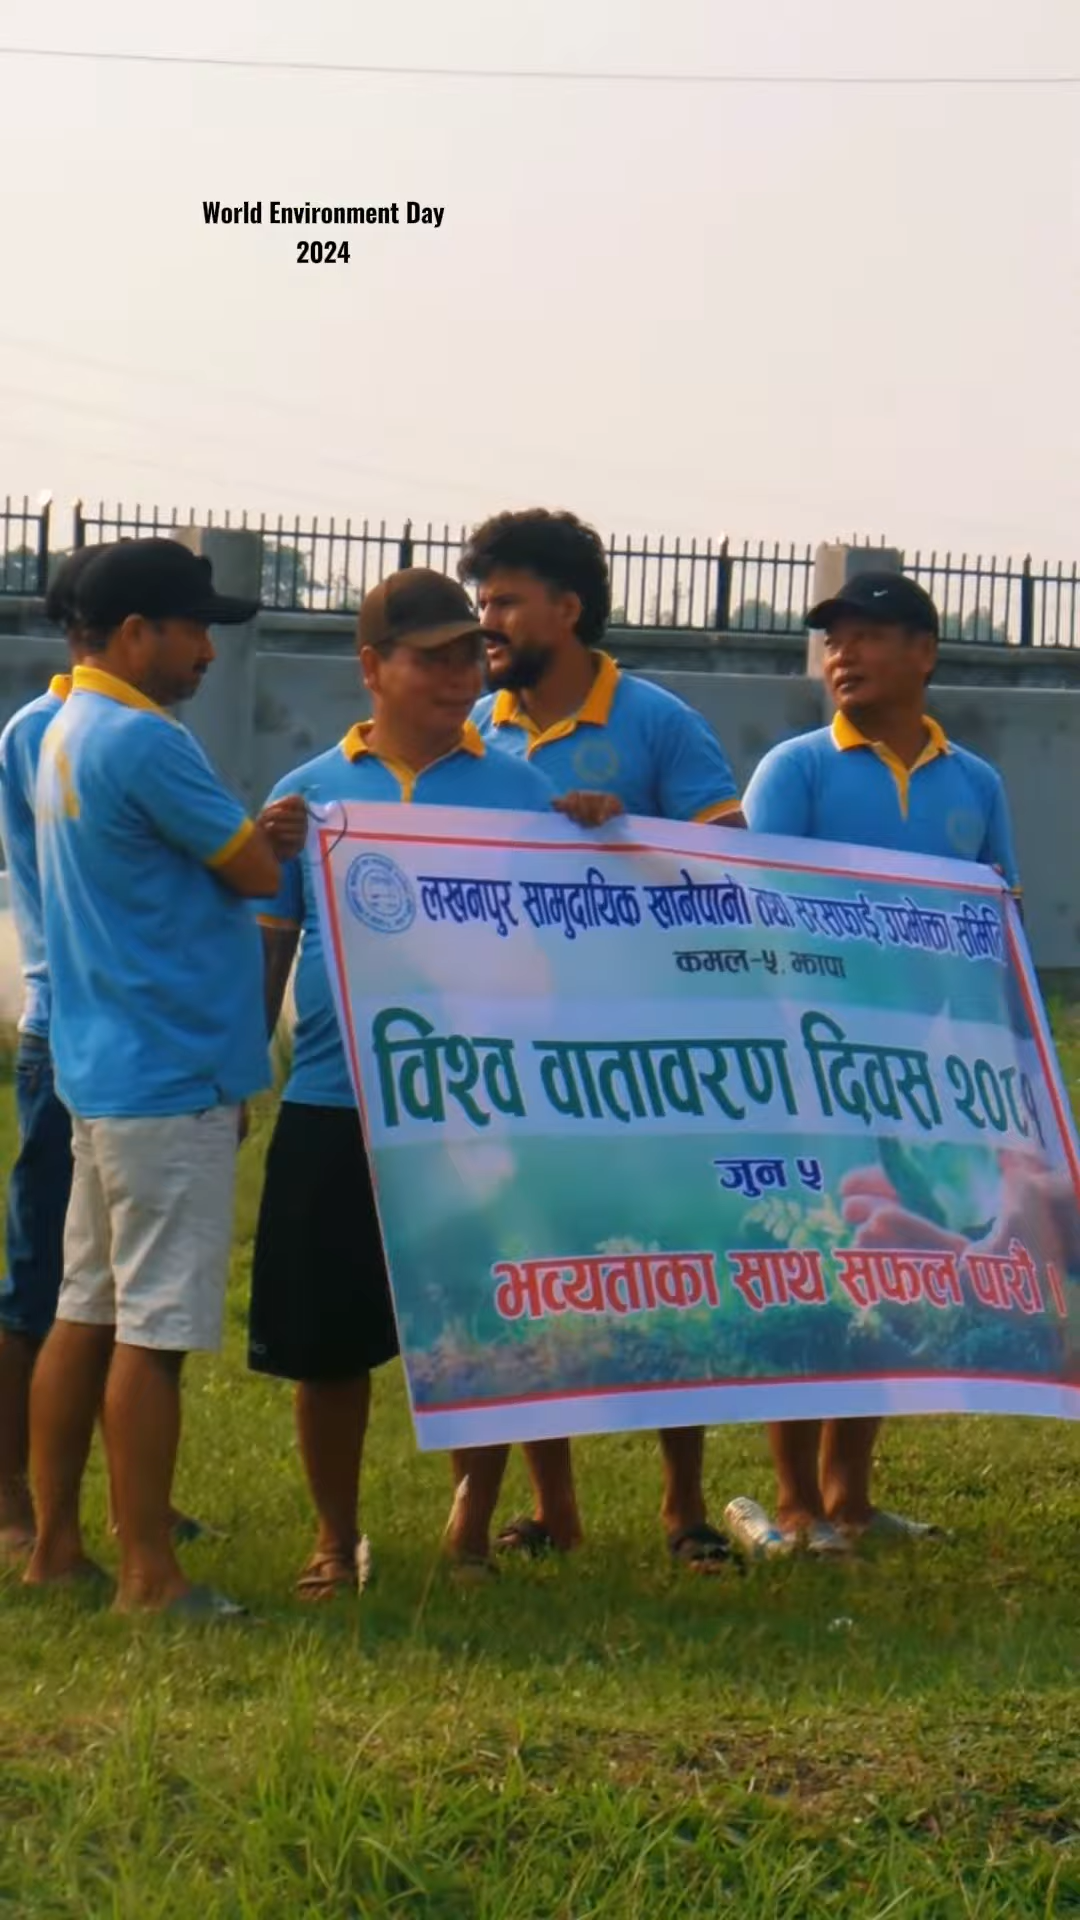 World Environment Day
2024
लखनपुर सामुदायिक खानेपानी तथा सरसफाई उपभोक्ता समिति
कमल-५, झापा
विश्व वातावरण दिवस २०८१
जुन ५
भव्यताका साथ सफल पारौं ।